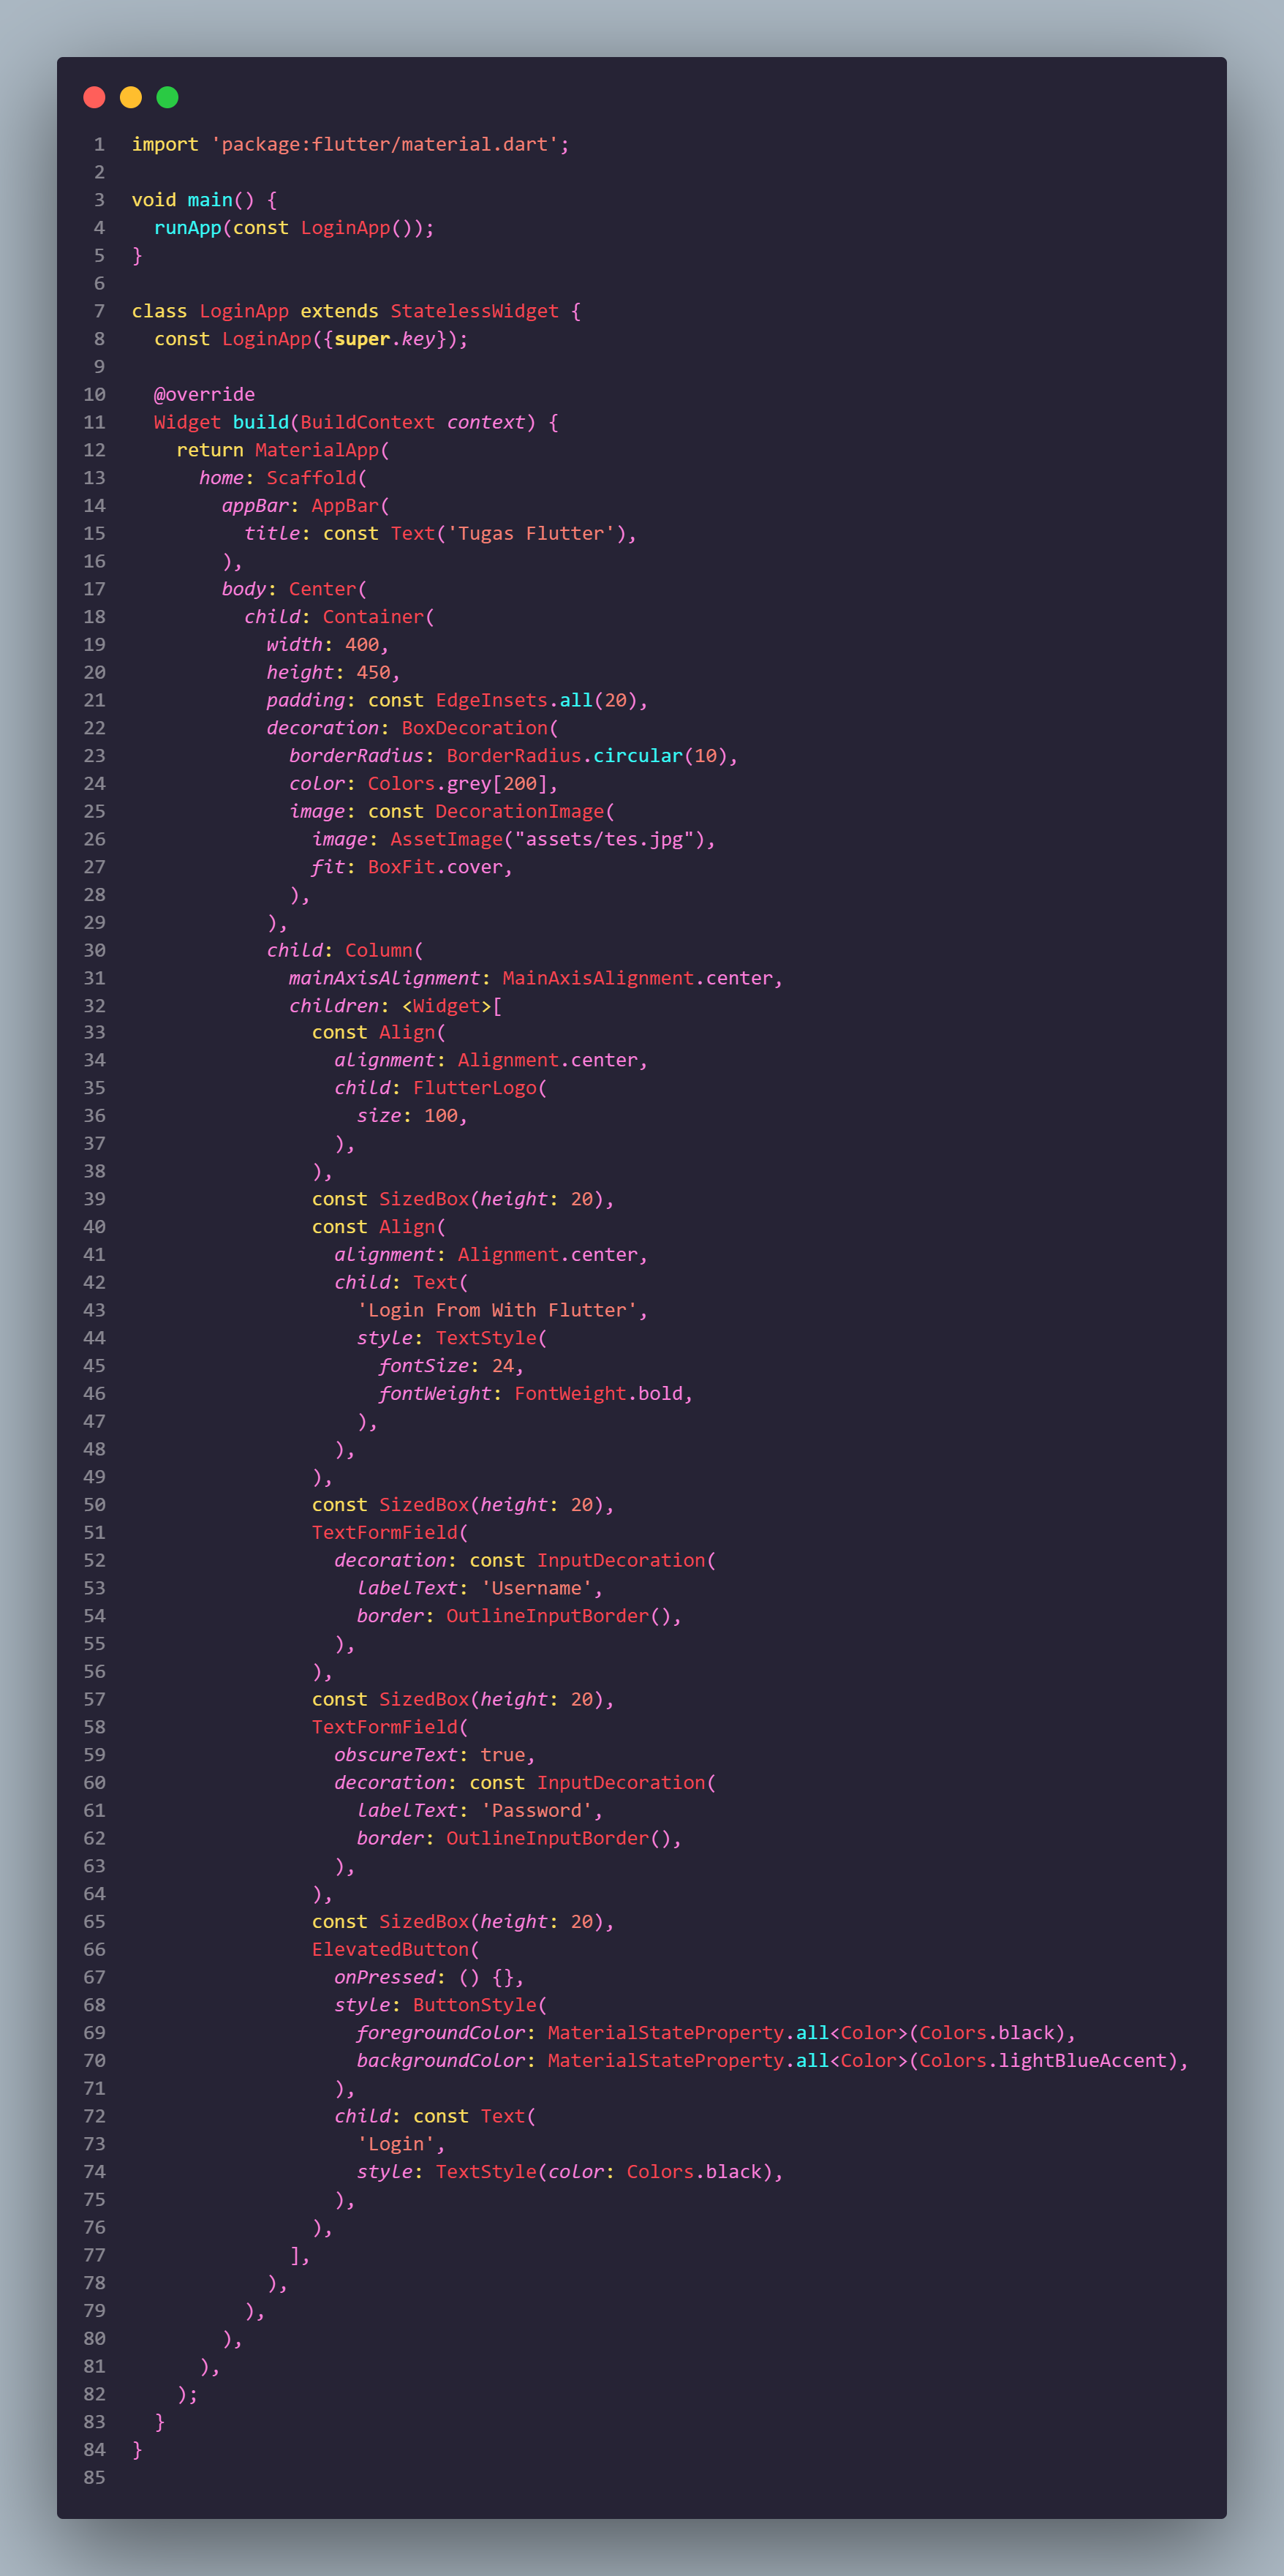 1 import 'package:flutter/material.dart';
2
3 void main() {
4   runApp(const LoginApp());
5 }
6
7 class LoginApp extends StatelessWidget {
8   const LoginApp({super.key});
9
10   @override
11   Widget build(BuildContext context) {
12     return MaterialApp(
13       home: Scaffold(
14         appBar: AppBar(
15           title: const Text('Tugas Flutter'),
16         ),
17         body: Center(
18           child: Container(
19             width: 400,
20             height: 450,
21             padding: const EdgeInsets.all(20),
22             decoration: BoxDecoration(
23               borderRadius: BorderRadius.circular(10),
24               color: Colors.grey[200],
25               image: const DecorationImage(
26                 image: AssetImage("assets/tes.jpg"),
27                 fit: BoxFit.cover,
28               ),
29             ),
30             child: Column(
31               mainAxisAlignment: MainAxisAlignment.center,
32               children: <Widget>[
33                 const Align(
34                   alignment: Alignment.center,
35                   child: FlutterLogo(
36                     size: 100,
37                   ),
38                 ),
39                 const SizedBox(height: 20),
40                 const Align(
41                   alignment: Alignment.center,
42                   child: Text(
43                     'Login From With Flutter',
44                     style: TextStyle(
45                       fontSize: 24,
46                       fontWeight: FontWeight.bold,
47                     ),
48                   ),
49                 ),
50                 const SizedBox(height: 20),
51                 TextFormField(
52                   decoration: const InputDecoration(
53                     labelText: 'Username',
54                     border: OutlineInputBorder(),
55                   ),
56                 ),
57                 const SizedBox(height: 20),
58                 TextFormField(
59                   obscureText: true,
60                   decoration: const InputDecoration(
61                     labelText: 'Password',
62                     border: OutlineInputBorder(),
63                   ),
64                 ),
65                 const SizedBox(height: 20),
66                 ElevatedButton(
67                   onPressed: () {},
68                   style: ButtonStyle(
69                     foregroundColor: MaterialStateProperty.all<Color>(Colors.black),
70                     backgroundColor: MaterialStateProperty.all<Color>(Colors.lightBlueAccent),
71                   ),
72                   child: const Text(
73                     'Login',
74                     style: TextStyle(color: Colors.black),
75                   ),
76                 ),
77               ],
78             ),
79           ),
80         ),
81       ),
82     );
83   }
84 }
85